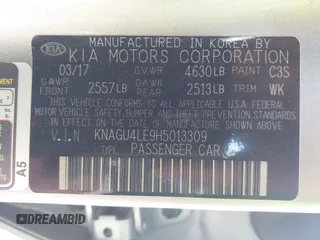 MANUFACTURED IN KOREA BY
KIA KIA MOTORS CORPORATION
03/17 GVWR 4630LB PAINT C3S
GAWR FRONT 2557LB GAWR REAR 2513LB TRIM WK
THIS VEHICLE CONFORMS TO ALL APPLICABLE U.S. FEDERAL MOTOR
VEHICLE SAFETY, BUMPER AND THEFT PREVENTION STANDARDS
IN EFFECT ON THE DATE OF MANUFACTURE SHOWN ABOVE.
V.I.N KNAGU4LE9H5013309
TYPE PASSENGER CAR
A5
DREAMBID